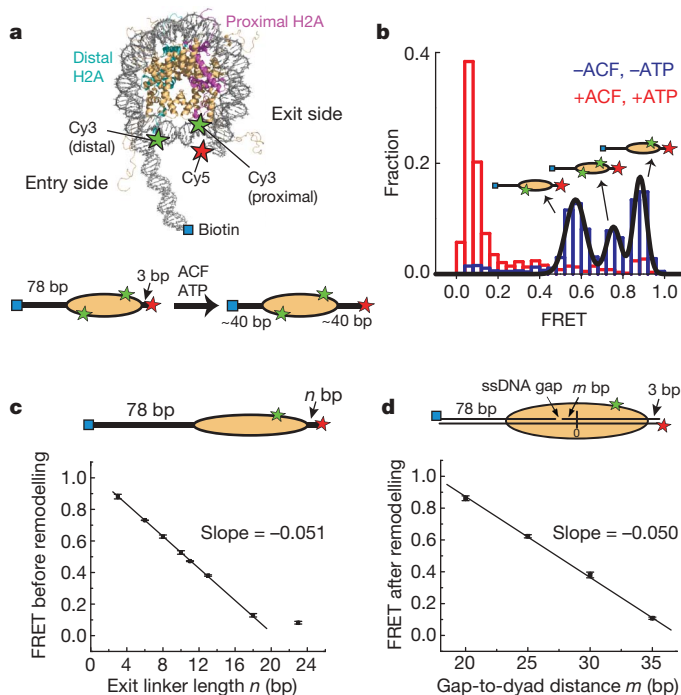 a
Proximal H2A
Distal
H2A
Exit side
Cy3
(distal)
Cy5
Cy3
(proximal)
Entry side
Biotin
78 bp
3 bp
ACF
ATP
~40 bp
~40 bp
b
–ACF, –ATP
+ACF, +ATP
Fraction
0.4
0.2
0.0
0.0 0.2 0.4 0.6 0.8 1.0
FRET
c
78 bp
n bp
FRET before remodelling
1.0
0.8
0.6
0.4
0.2
0.0
Slope = –0.051
0 6 12 18 24
Exit linker length n (bp)
d
ssDNA gap
m bp
3 bp
78 bp
0
FRET after remodelling
1.0
0.8
0.6
0.4
0.2
0.0
Slope = –0.050
20 25 30 35
Gap-to-dyad distance m (bp)